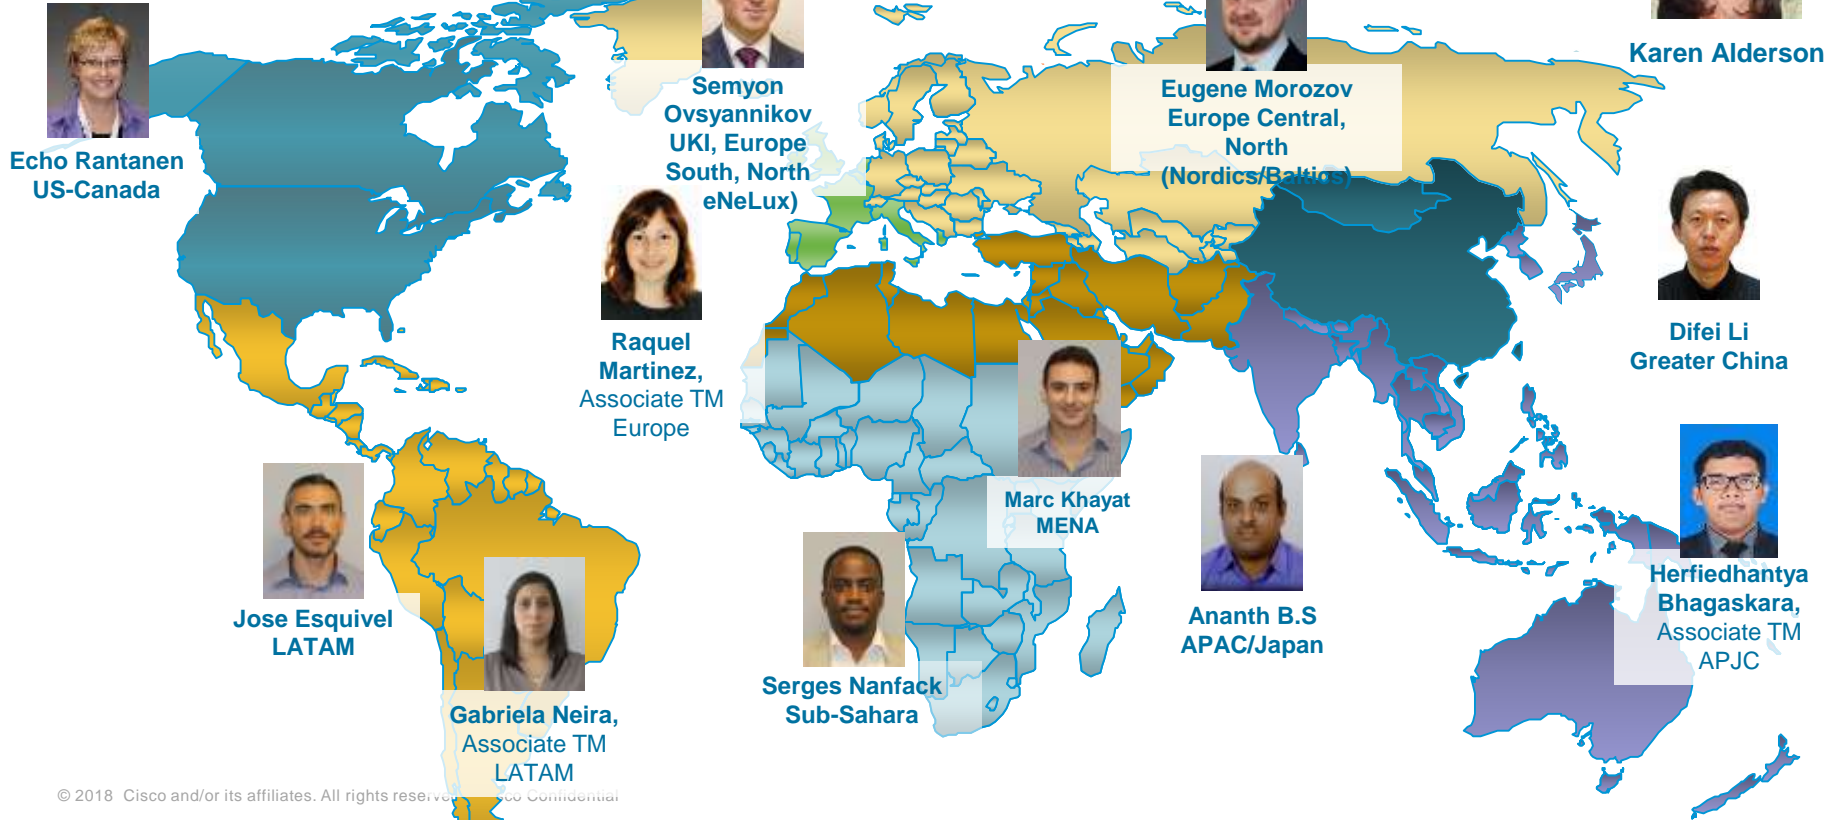 Karen Alderson
Semyon
Ovsyannikov
UKI, Europe
South, North
eNeLux)
Eugene Morozov
Europe Central,
North
(Nordics/Baltics)
Echo Rantanen
US-Canada
Raquel
Martinez,
Associate TM
Europe
Difei Li
Greater China
Marc Khayat
MENA
Jose Esquivel
LATAM
Serges Nanfack
Sub-Sahara
Ananth B.S
APAC/Japan
Herfiedhantya
Bhagaskara,
Associate TM
APJC
Gabriela Neira,
Associate TM
LATAM
© 2018 Cisco and/or its affiliates. All rights reserve co Confidential